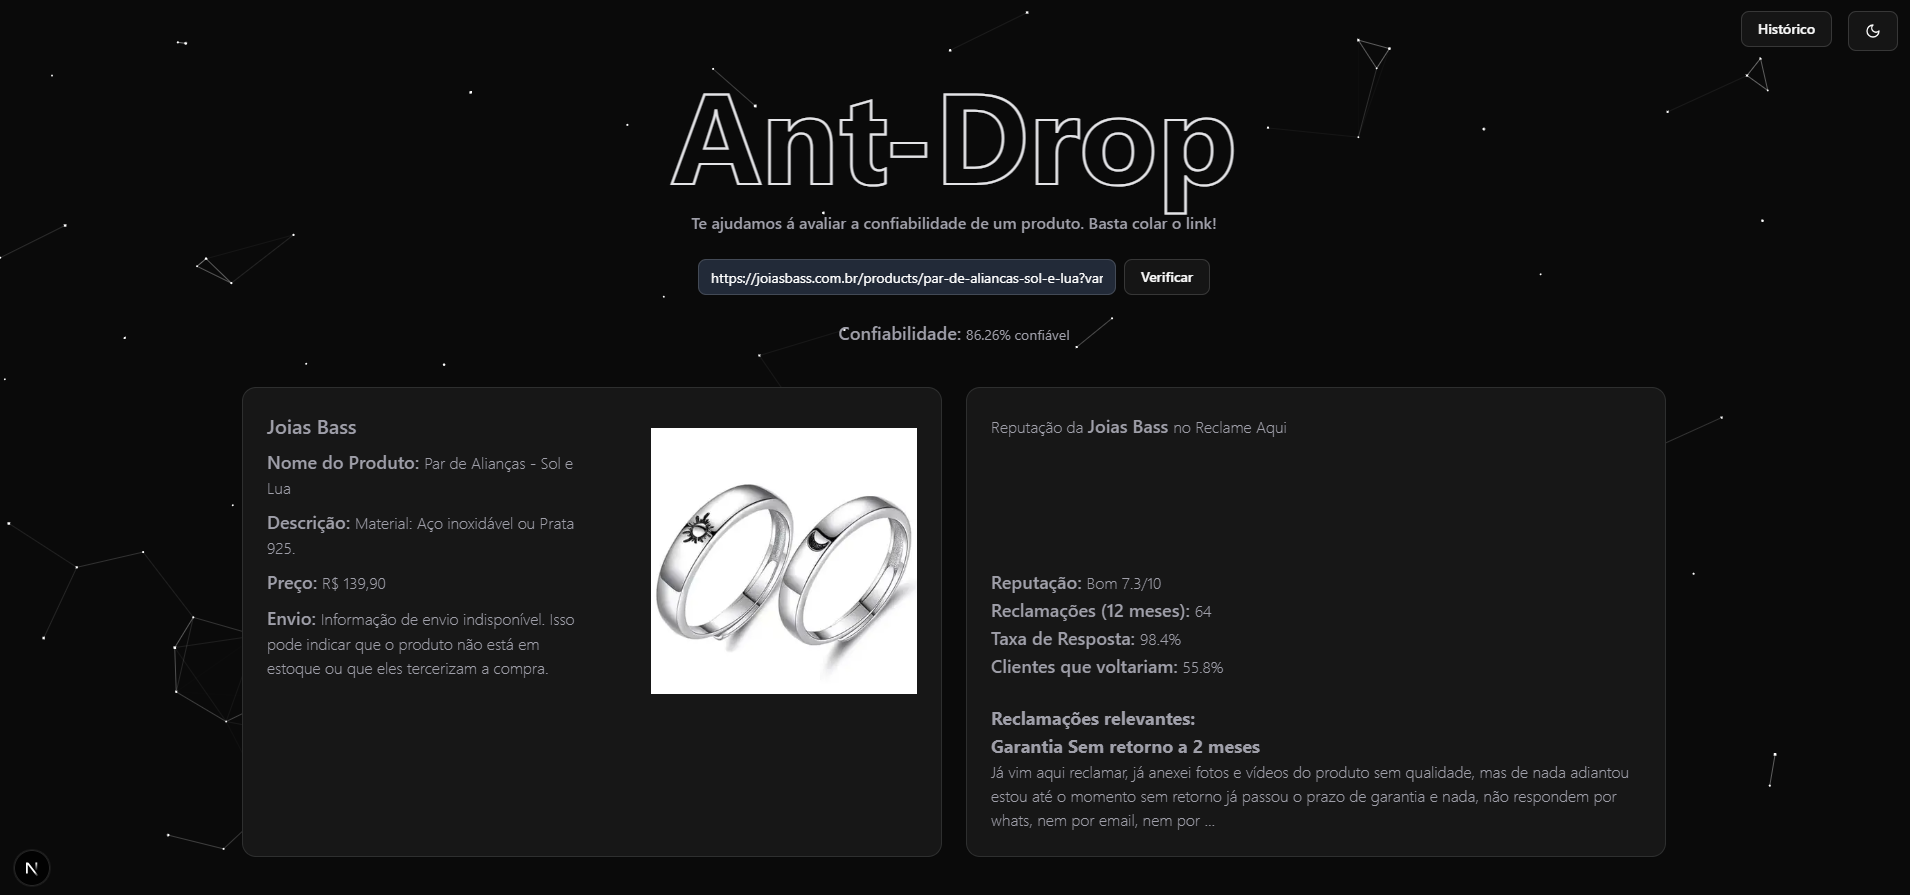 Histórico
Ant-Drop
Te ajudamos á avaliar a confiabilidade de um produto. Basta colar o link!
https://joiasbass.com.br/products/par-de-aliancas-sol-e-lua?var
Verificar
Confiabilidade: 86.26% confiável
Joias Bass
Nome do Produto: Par de Alianças - Sol e
Lua
Descrição: Material: Aço inoxidável ou Prata
925.
Preço: R$ 139,90
Envio: Informação de envio indisponível. Isso
pode indicar que o produto não está em
estoque ou que eles tercerizam a compra.
Reputação da Joias Bass no Reclame Aqui
Reputação: Bom 7.3/10
Reclamações (12 meses): 64
Taxa de Resposta: 98.4%
Clientes que voltariam: 55.8%
Reclamações relevantes:
Garantia Sem retorno a 2 meses
Já vim aqui reclamar, já anexei fotos e vídeos do produto sem qualidade, mas de nada adiantou
estou até o momento sem retorno já passou o prazo de garantia e nada, não respondem por
whats, nem por email, nem por ...
N